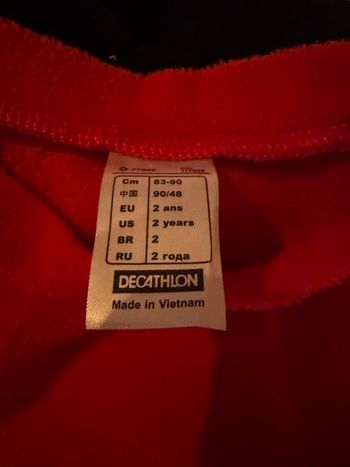 Cm 83-90
中国 90/48
EU 2 ans
US 2 years
BR 2
RU 2 года
DECATHLON
Made in Vietnam